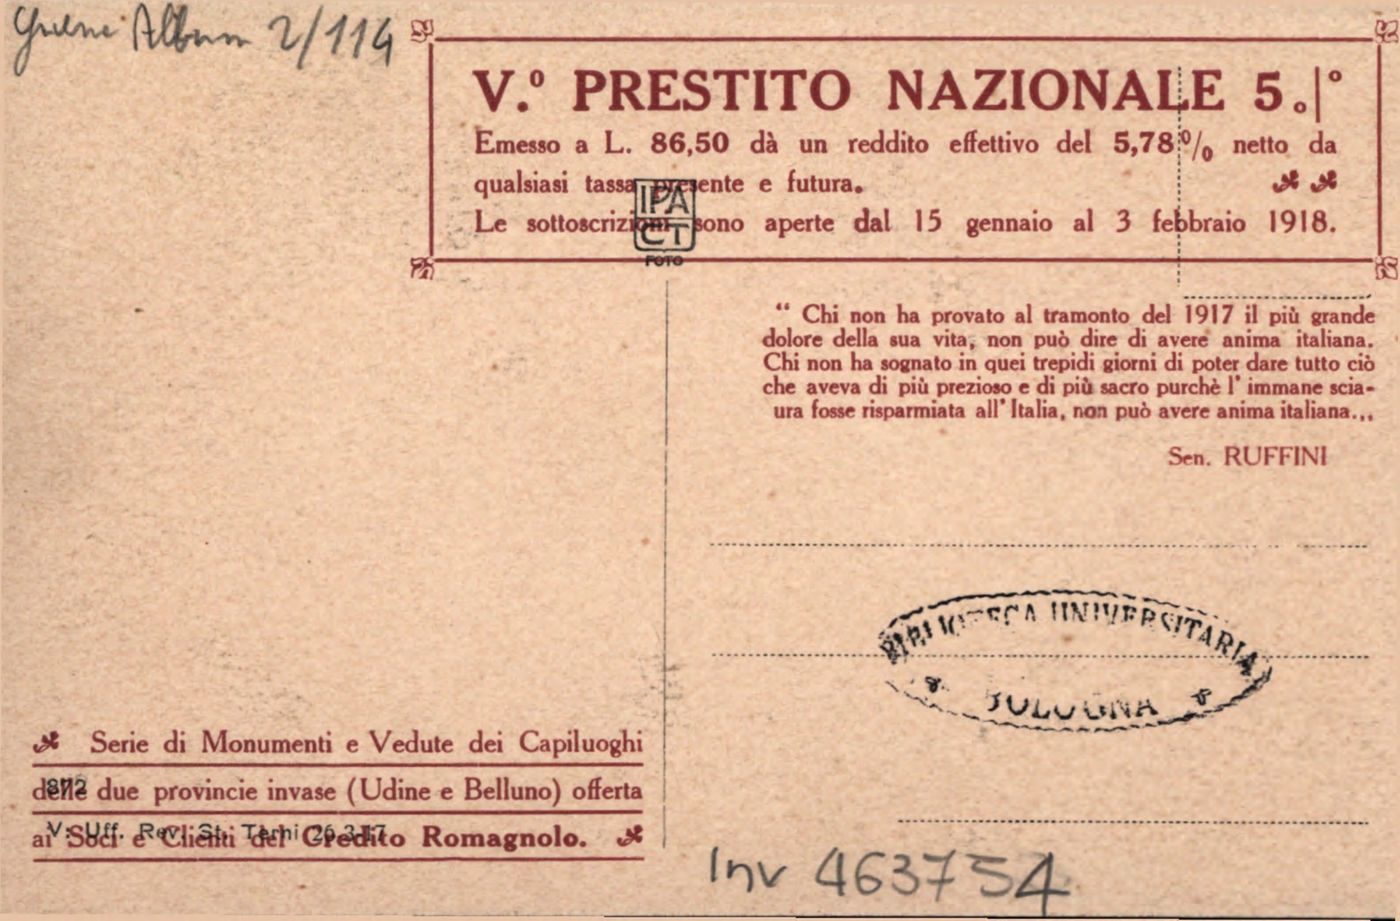 Album 2/114
V.º PRESTITO NAZIONALE 5.|°
Emesso a L. 86,50 dà un reddito effettivo del 5,78 % netto da
qualsiasi tassa presente e futura.
Le sottoscrizioni sono aperte dal 15 gennaio al 3 febbraio 1918.
IPA
CT
FOTO
“ Chi non ha provato al tramonto del 1917 il più grande
dolore della sua vita, non può dire di avere anima italiana.
Chi non ha sognato in quei trepidi giorni di poter dare tutto ciò
che aveva di più prezioso e di più sacro purchè l' immane scia-
ura fosse risparmiata all' Italia, non può avere anima italiana...
Sen. RUFFINI
BIBLIOTECA UNIVERSITARIA
BOLOGNA
Serie di Monumenti e Vedute dei Capiluoghi
delle due provincie invase (Udine e Belluno) offerta
872
ai Soci e Clienti del Credito Romagnolo.
V. Uff. Rev. St. Terni 26-3-17
Inv 463754